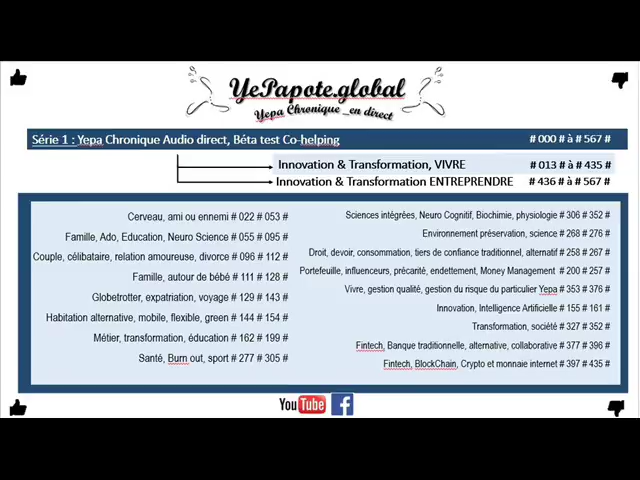 YePapote.global
Yepa Chronique _en direct
Série 1 : Yepa Chronique Audio direct, Béta test Co-helping # 000 # à # 567 #
Innovation & Transformation, VIVRE # 013 # à # 435 #
Innovation & Transformation ENTREPRENDRE # 436 # à # 567 #
Cerveau, ami ou ennemi # 022 # 053 #
Famille, Ado, Education, Neuro Science # 055 # 095 #
Couple, célibataire, relation amoureuse, divorce # 096 # 112 #
Famille, autour de bébé # 111 # 128 #
Globetrotter, expatriation, voyage # 129 # 143 #
Habitation alternative, mobile, flexible, green # 144 # 154 #
Métier, transformation, éducation # 162 # 199 #
Santé, Burn out, sport # 277 # 305 #
Sciences intégrées, Neuro Cognitif, Biochimie, physiologie # 306 # 352 #
Environnement préservation, science # 268 # 276 #
Droit, devoir, consommation, tiers de confiance traditionnel, alternatif # 258 # 267 #
Portefeuille, influenceurs, précarité, endettement, Money Management # 200 # 257 #
Vivre, gestion qualité, gestion du risque du particulier Yepa # 353 # 376 #
Innovation, Intelligence Artificielle # 155 # 161 #
Transformation, société # 327 # 352 #
Fintech, Banque traditionnelle, alternative, collaborative # 377 # 396 #
Fintech, BlockChain, Crypto et monnaie internet # 397 # 435 #
YouTube f